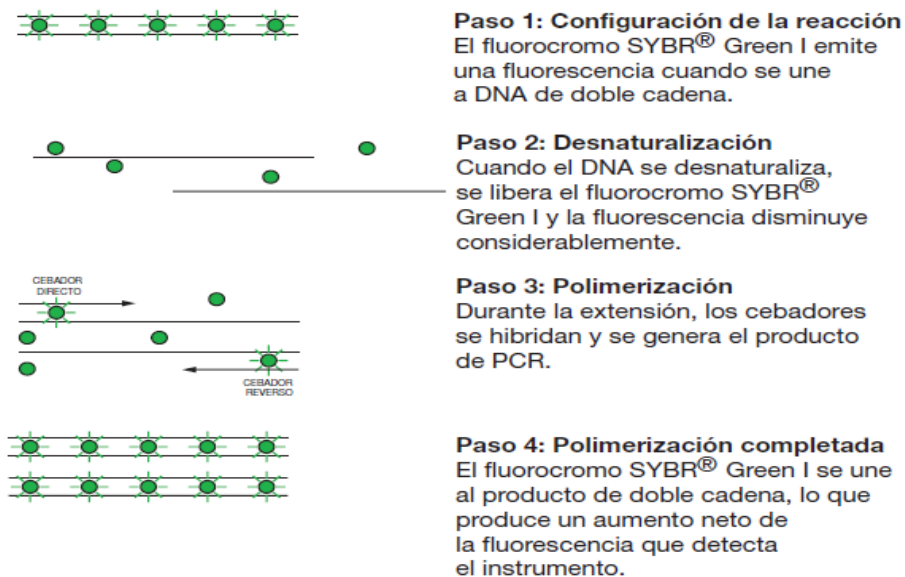 Paso 1: Configuración de la reacción
El fluorocromo SYBR® Green I emite
una fluorescencia cuando se une
a DNA de doble cadena.
Paso 2: Desnaturalización
Cuando el DNA se desnaturaliza,
se libera el fluorocromo SYBR®
Green I y la fluorescencia disminuye
considerablemente.
CEBADOR
DIRECTO
CEBADOR
REVERSO
Paso 3: Polimerización
Durante la extensión, los cebadores
se hibridan y se genera el producto
de PCR.
Paso 4: Polimerización completada
El fluorocromo SYBR® Green I se une
al producto de doble cadena, lo que
produce un aumento neto de
la fluorescencia que detecta
el instrumento.